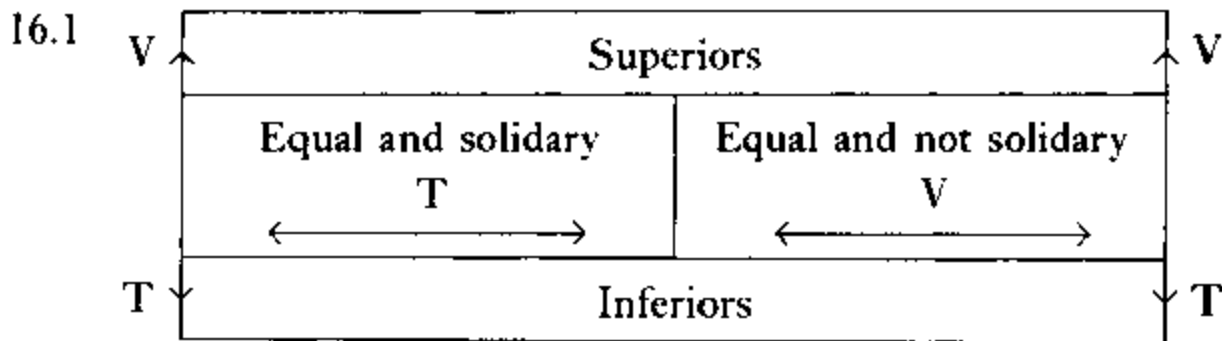 16.1
V Superiors V
Equal and solidary Equal and not solidary
T V
T Inferiors T